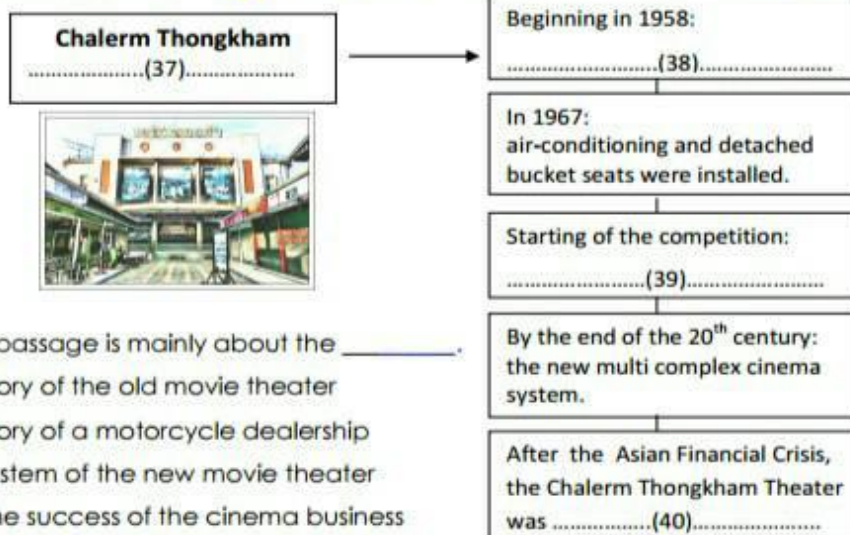 Chalerm Thongkham
......................(37).....................
Beginning in 1958:
............................(38).........................
In 1967:
air-conditioning and detached
bucket seats were installed.
Starting of the competition:
..........................(39)..........................
By the end of the 20th century:
the new multi complex cinema
system.
After the Asian Financial Crisis,
the Chalerm Thongkham Theater
was ..................(40)........................
passage is mainly about the __________.
ory of the old movie theater
ory of a motorcycle dealership
stem of the new movie theater
e success of the cinema business